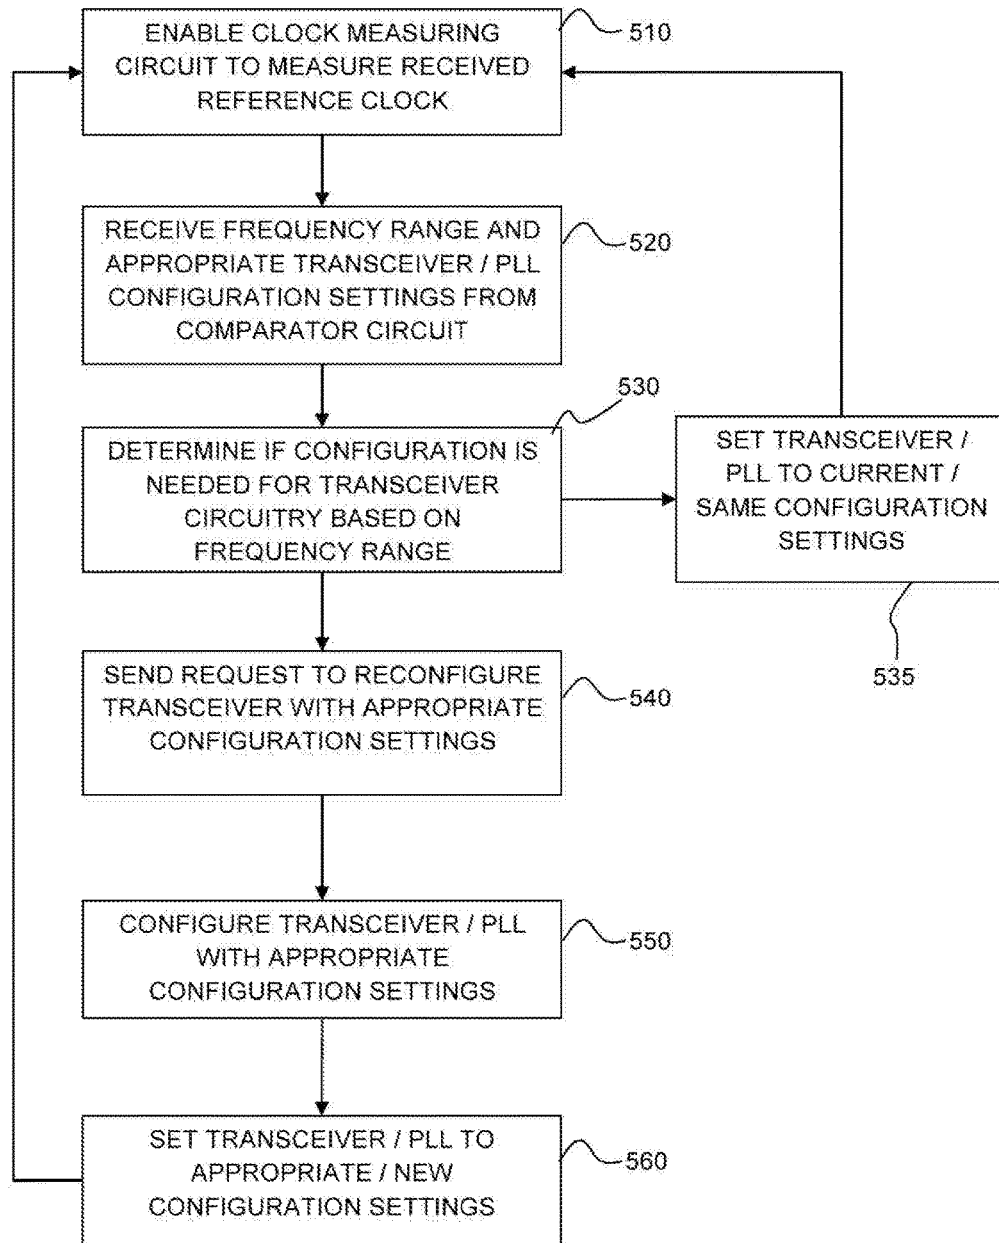 ENABLE CLOCK MEASURING
CIRCUIT TO MEASURE RECEIVED
REFERENCE CLOCK
510
RECEIVE FREQUENCY RANGE AND
APPROPRIATE TRANSCEIVER / PLL
CONFIGURATION SETTINGS FROM
COMPARATOR CIRCUIT
520
DETERMINE IF CONFIGURATION IS
NEEDED FOR TRANSCEIVER
CIRCUITRY BASED ON
FREQUENCY RANGE
530
SET TRANSCEIVER /
PLL TO CURRENT /
SAME CONFIGURATION
SETTINGS
535
SEND REQUEST TO RECONFIGURE
TRANSCEIVER WITH APPROPRIATE
CONFIGURATION SETTINGS
540
CONFIGURE TRANSCEIVER / PLL
WITH APPROPRIATE
CONFIGURATION SETTINGS
550
SET TRANSCEIVER / PLL TO
APPROPRIATE / NEW
CONFIGURATION SETTINGS
560